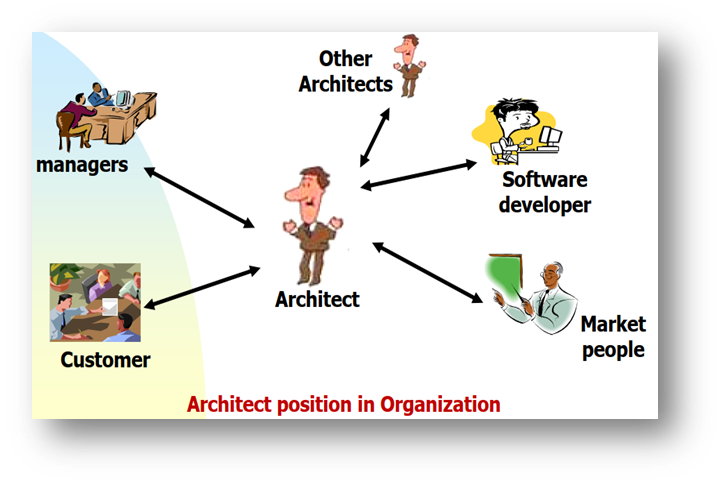 Other
Architects
managers
Software
developer
Architect
Market
people
Customer
Architect position in Organization